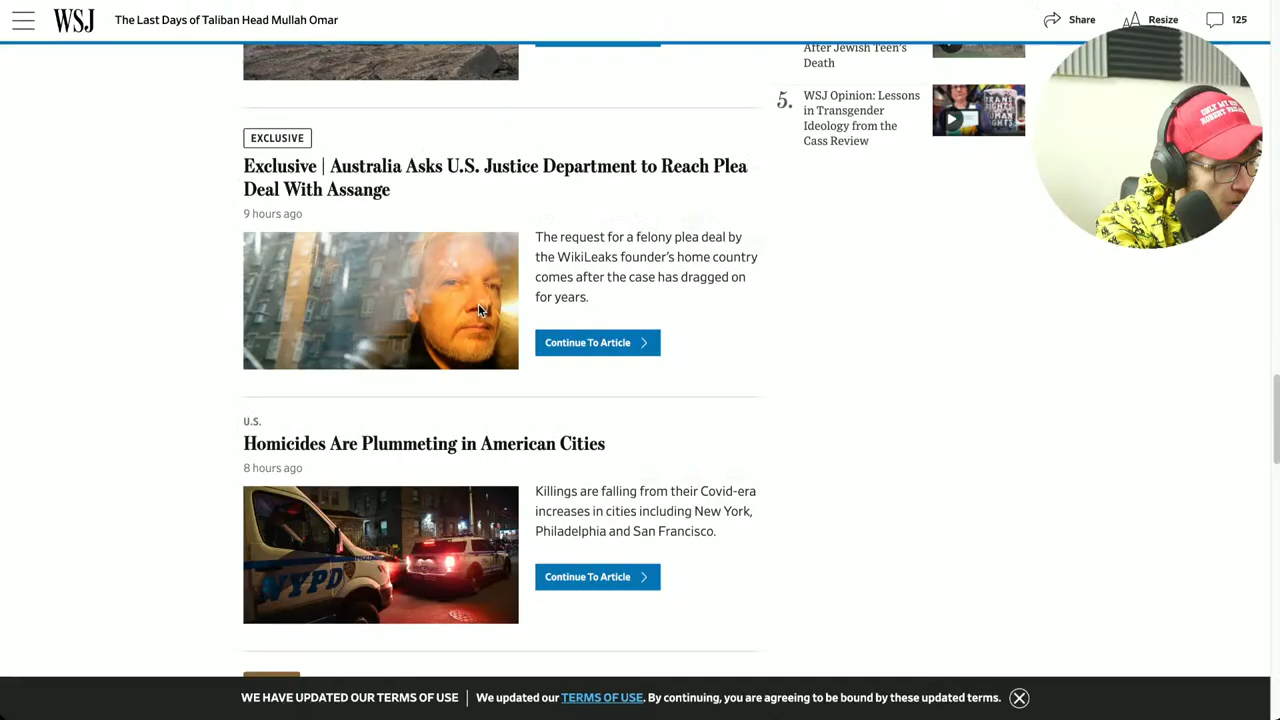 WSJ
The Last Days of Taliban Head Mullah Omar
Share
Resize
125
After Jewish Teen's
Death
5.
WSJ Opinion: Lessons
in Transgender
Ideology from the
Cass Review
EXCLUSIVE
Exclusive | Australia Asks U.S. Justice Department to Reach Plea
Deal With Assange
9 hours ago
The request for a felony plea deal by
the WikiLeaks founder's home country
comes after the case has dragged on
for years.
Continue To Article
U.S.
Homicides Are Plummeting in American Cities
8 hours ago
NYPD
Killings are falling from their Covid-era
increases in cities including New York,
Philadelphia and San Francisco.
Continue To Article
WE HAVE UPDATED OUR TERMS OF USE
We updated our TERMS OF USE. By continuing, you are agreeing to be bound by these updated terms.